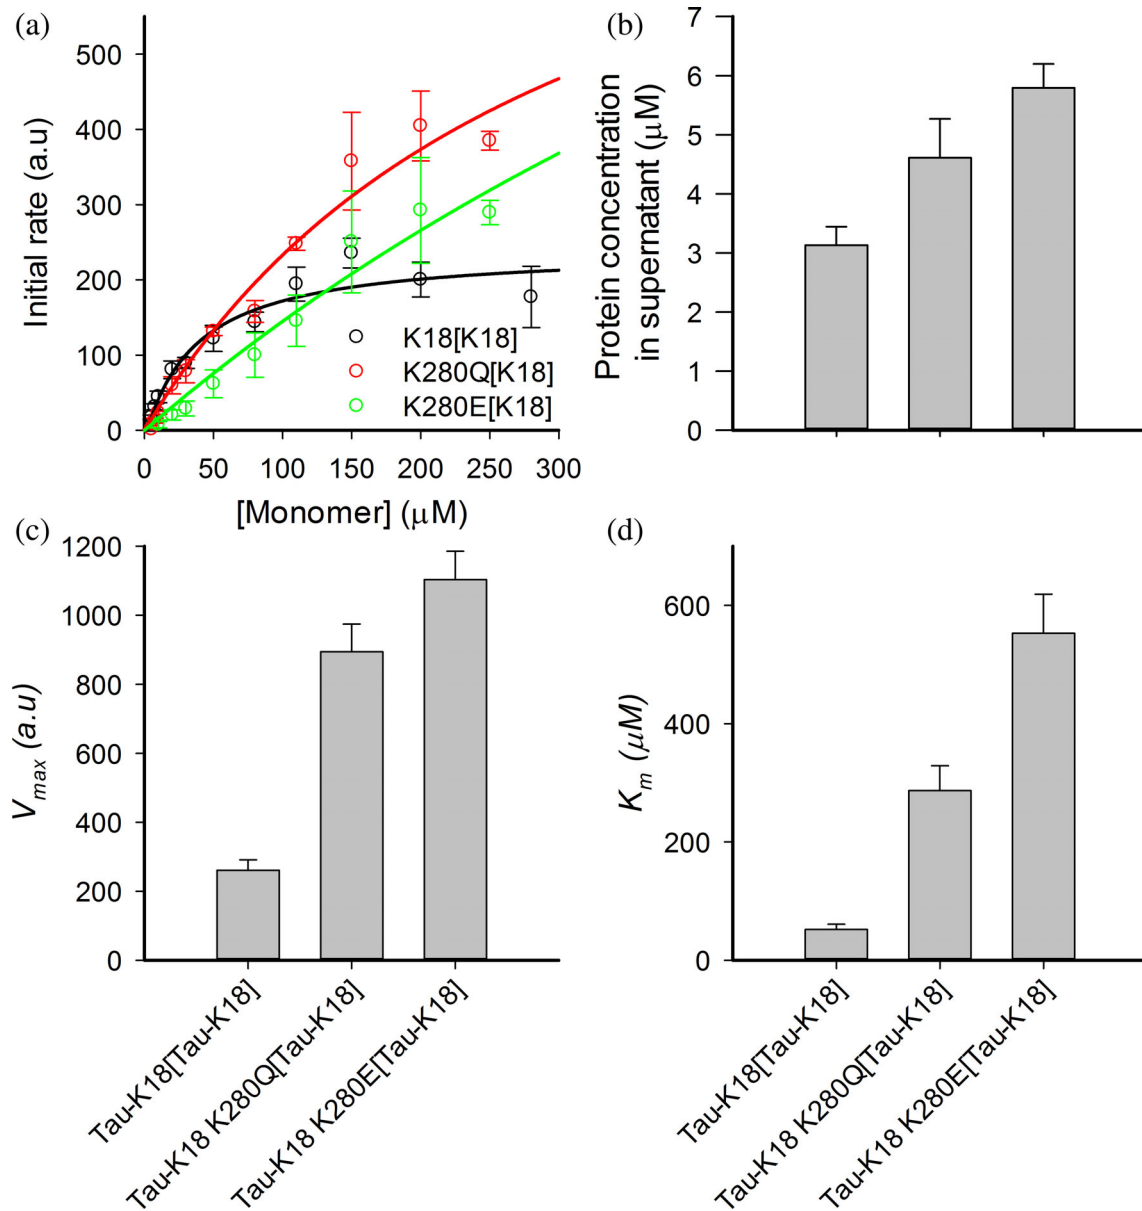 (a)
Initial rate (a.u)
500
400
300
200
100
0
0 50 100 150 200 250 300
[Monomer] (μM)
K18[K18]
K280Q[K18]
K280E[K18]
(b)
Protein concentration
in supernatant (μM)
7
6
5
4
3
2
1
0
(c)
Vmax (a.u)
1200
1000
800
600
400
200
0
Tau-K18[Tau-K18]
Tau-K18 K280Q[Tau-K18]
Tau-K18 K280E[Tau-K18]
(d)
Km (μM)
600
400
200
0
Tau-K18[Tau-K18]
Tau-K18 K280Q[Tau-K18]
Tau-K18 K280E[Tau-K18]